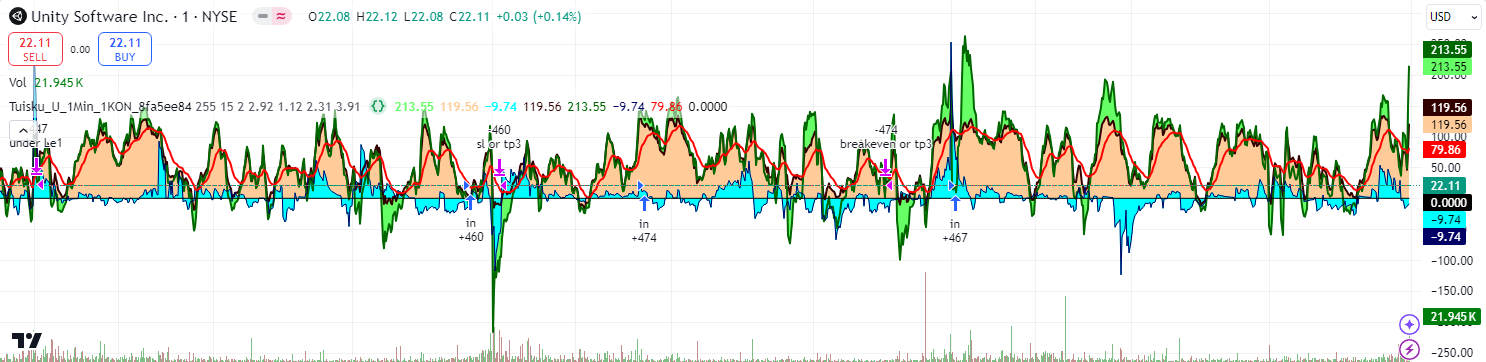 Unity Software Inc. · 1 · NYSE O22.08 H22.12 L22.08 C22.11 +0.03 (+0.14%)
USD
22.11 SELL 0.00 22.11 BUY
Vol 21.945 K
Tuisku_U_1Min_1KON_8fa5ee84 255 15 2 2.92 1.12 2.31 3.91 {} 213.55 119.56 −9.74 119.56 213.55 −9.74 79.86 0.0000
-460
sl or tp3
-474
breakeven or tp3
in
+460
in
+474
in
+467
213.55
213.55
119.56
119.56
100.00
79.86
50.00
22.11
0.0000
−9.74
−9.74
−100.00
−150.00
21.945 K
−250.00